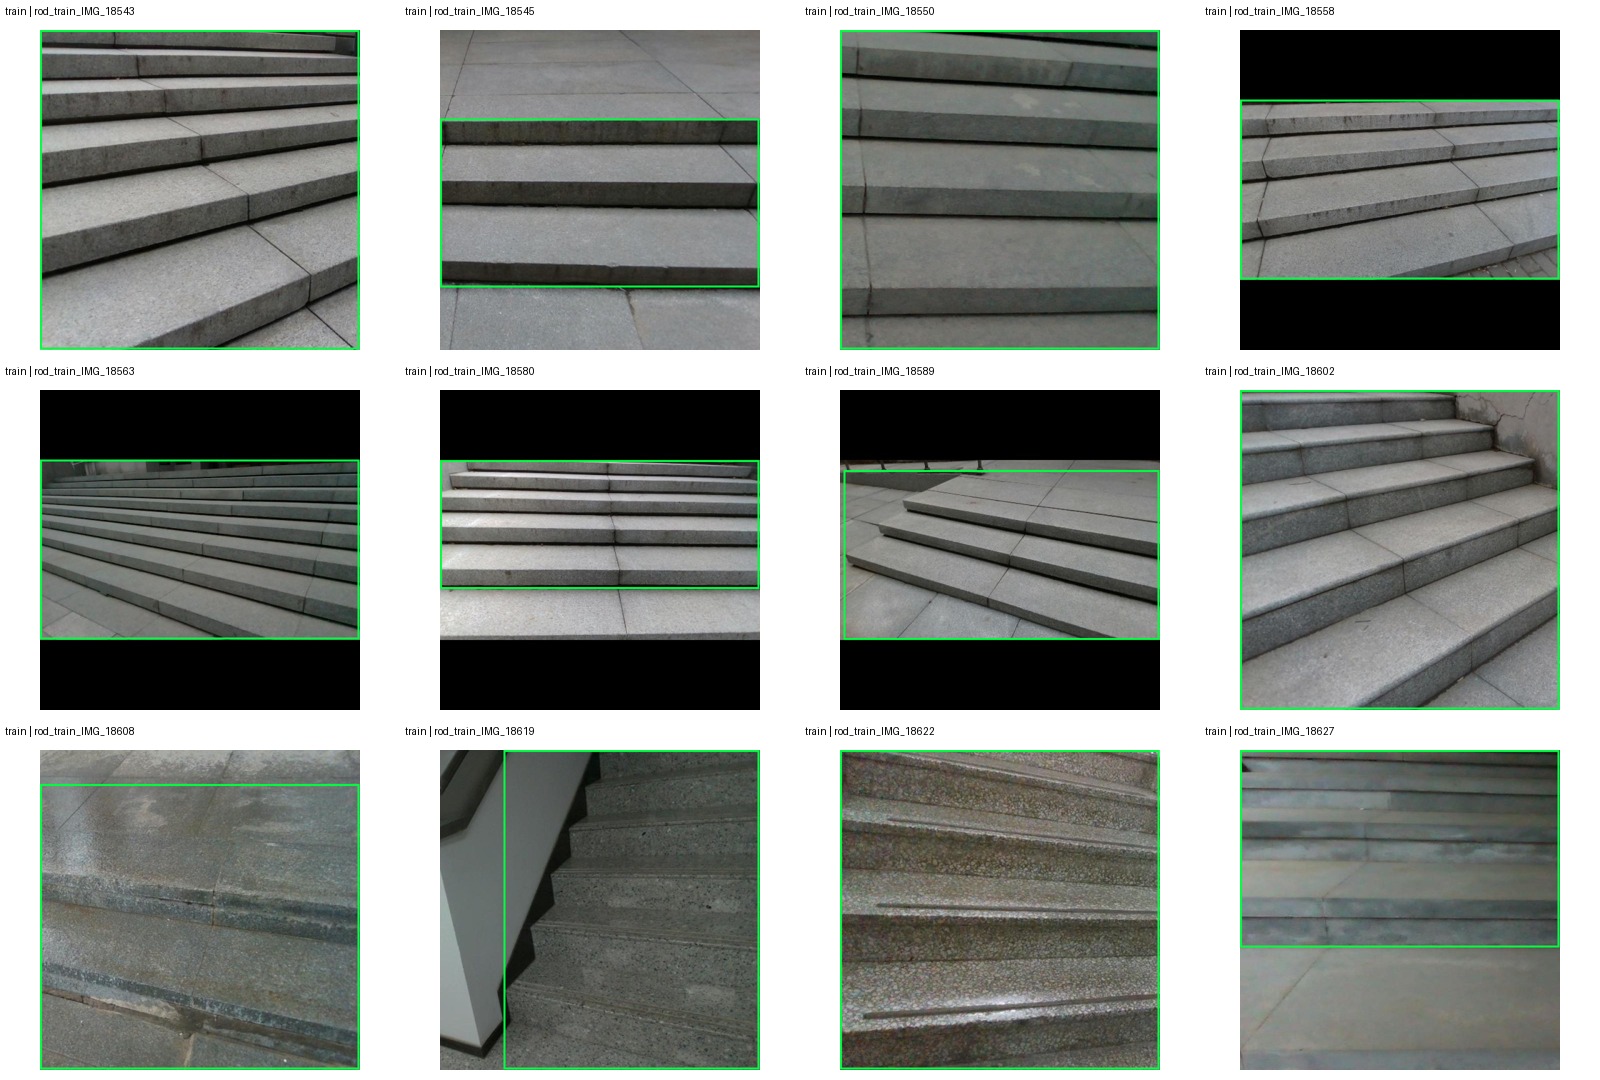 train | rod_train_IMG_18543
train | rod_train_IMG_18545
train | rod_train_IMG_18550
train | rod_train_IMG_18558
train | rod_train_IMG_18563
train | rod_train_IMG_18580
train | rod_train_IMG_18589
train | rod_train_IMG_18602
train | rod_train_IMG_18608
train | rod_train_IMG_18619
train | rod_train_IMG_18622
train | rod_train_IMG_18627